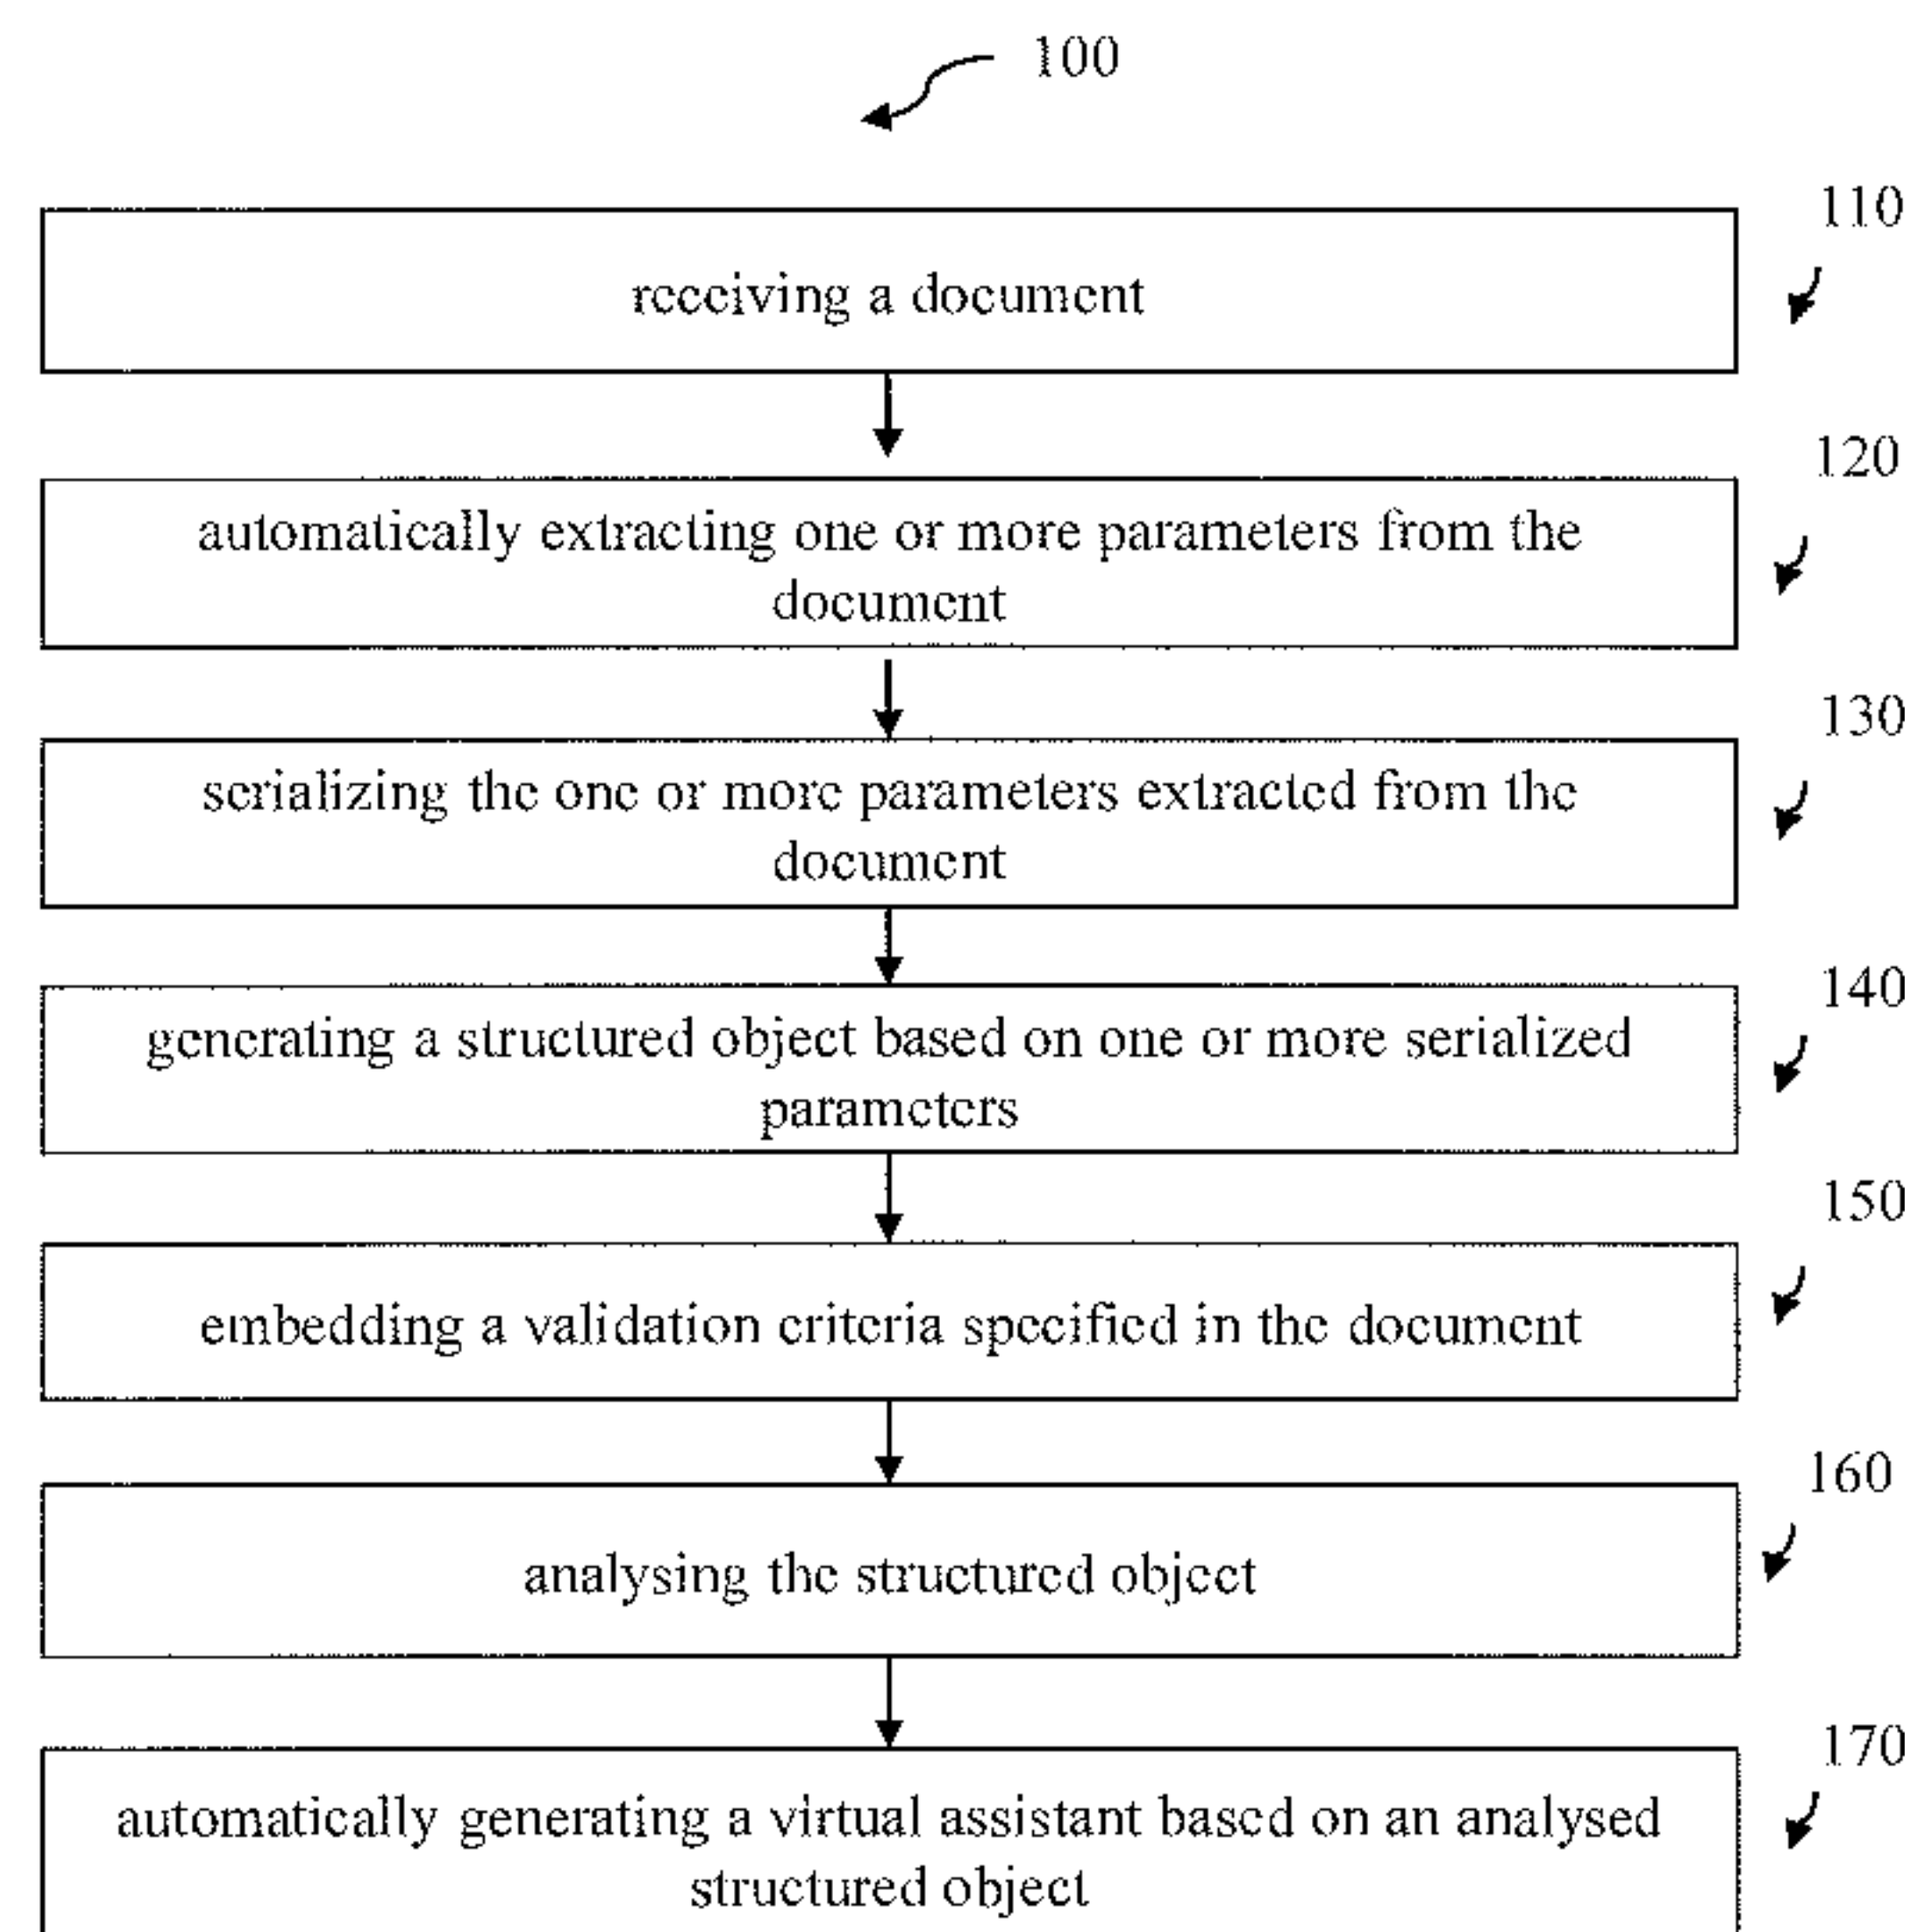 100
110
receiving a document
120
automatically extracting one or more parameters from the
document
130
serializing the one or more parameters extracted from the
document
140
generating a structured object based on one or more serialized
parameters
150
embedding a validation criteria specified in the document
160
analysing the structured object
170
automatically generating a virtual assistant based on an analysed
structured object